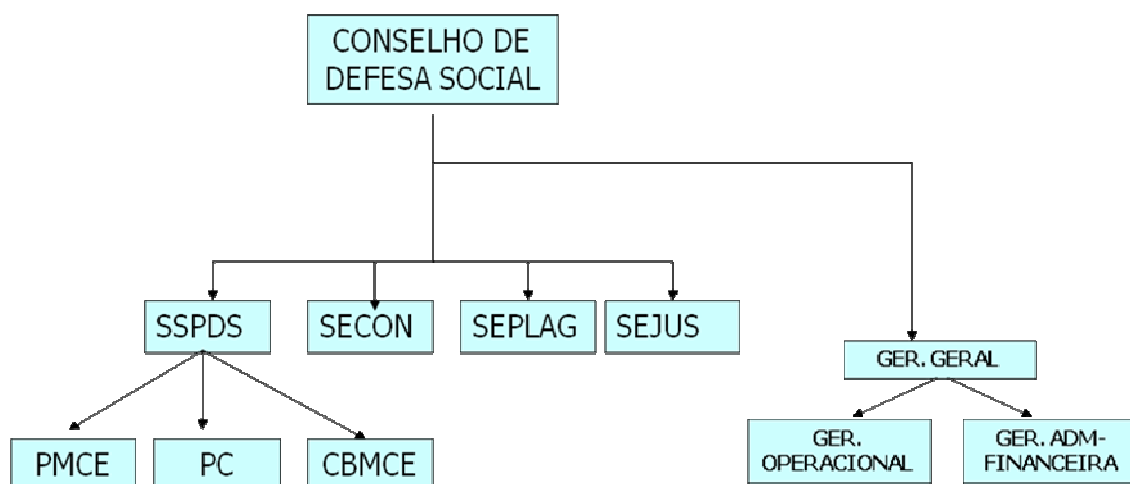 CONSELHO DE
DEFESA SOCIAL
SSPDS
SECON
SEPLAG
SEJUS
GER. GERAL
PMCE
PC
CBMCE
GER.
OPERACIONAL
GER. ADM-
FINANCEIRA